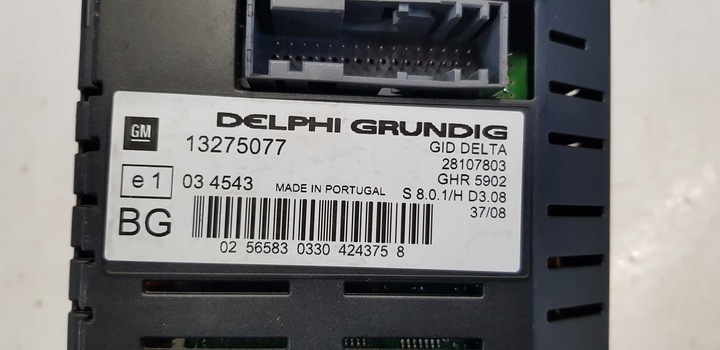 DELPHI GRUNDIG
GM 13275077
GID DELTA
28107803
GHR 5902
e1 03 4543 MADE IN PORTUGAL S 8.0.1/H D3.08
37/08
BG
02 56583 0330 424375 8